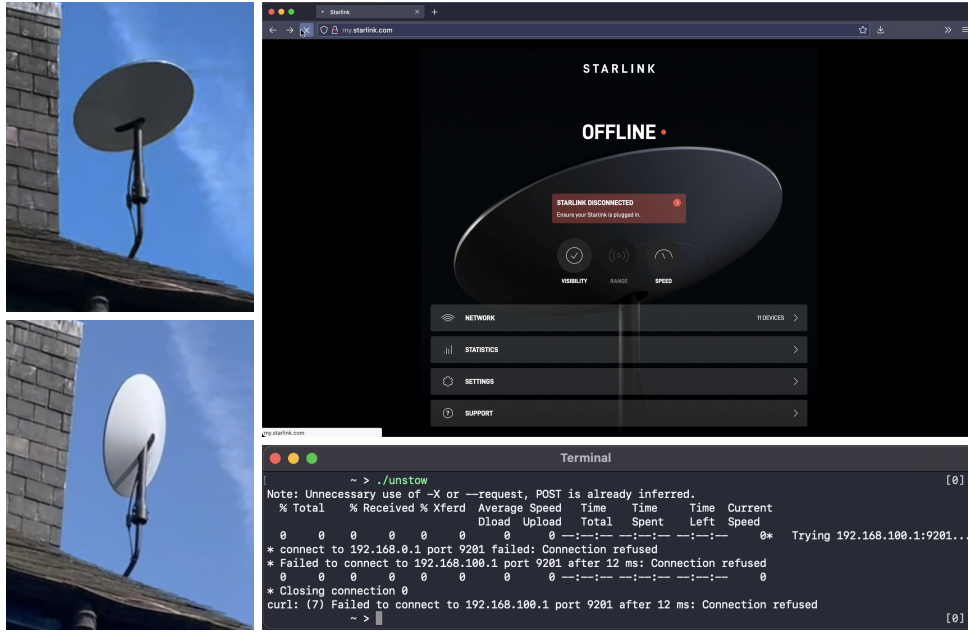 Starlink
my.starlink.com
STARLINK
OFFLINE
STARLINK DISCONNECTED
Ensure your Starlink is plugged in.
VISIBILITY RANGE SPEED
NETWORK 11 DEVICES
STATISTICS
SETTINGS
SUPPORT
my.starlink.com
Terminal
[ ~ > ./unstow [0]
Note: Unnecessary use of -X or --request, POST is already inferred.
% Total % Received % Xferd Average Speed Time Time Time Current
Dload Upload Total Spent Left Speed
0 0 0 0 0 0 0 0 --:--:-- --:--:-- --:--:-- 0* Trying 192.168.100.1:9201...
* connect to 192.168.0.1 port 9201 failed: Connection refused
* Failed to connect to 192.168.100.1 port 9201 after 12 ms: Connection refused
0 0 0 0 0 0 0 0 --:--:-- --:--:-- --:--:-- 0
* Closing connection 0
curl: (7) Failed to connect to 192.168.100.1 port 9201 after 12 ms: Connection refused
~ > [0]